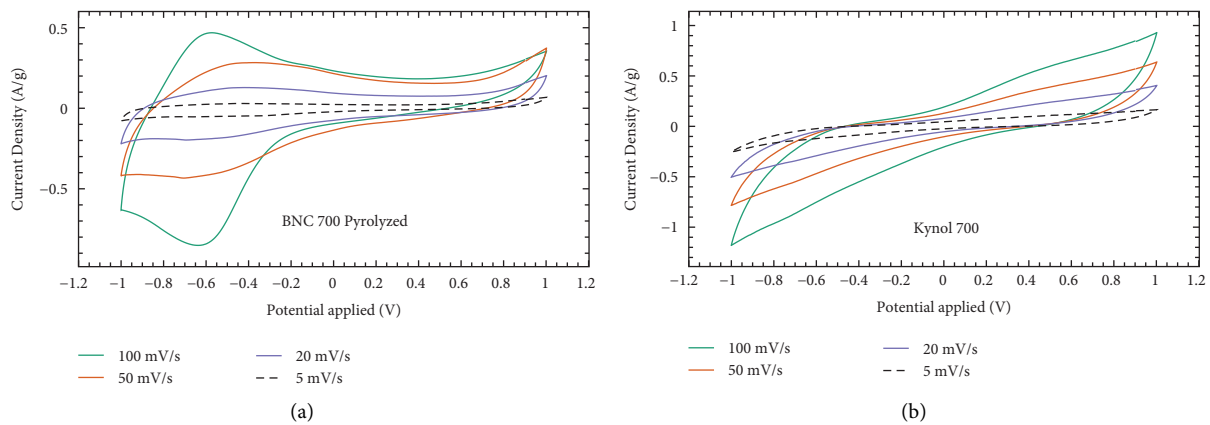 0.5
0
−0.5
Current Density (A/g)
BNC 700 Pyrolyzed
−1.2 −1 −0.8 −0.6 −0.4 −0.2 0 0.2 0.4 0.6 0.8 1 1.2
Potential applied (V)
100 mV/s
50 mV/s
20 mV/s
5 mV/s
(a)
1
0.5
0
−0.5
−1
Current Density (A/g)
Kynol 700
−1.2 −1 −0.8 −0.6 −0.4 −0.2 0 0.2 0.4 0.6 0.8 1 1.2
Potential applied (V)
100 mV/s
50 mV/s
20 mV/s
5 mV/s
(b)